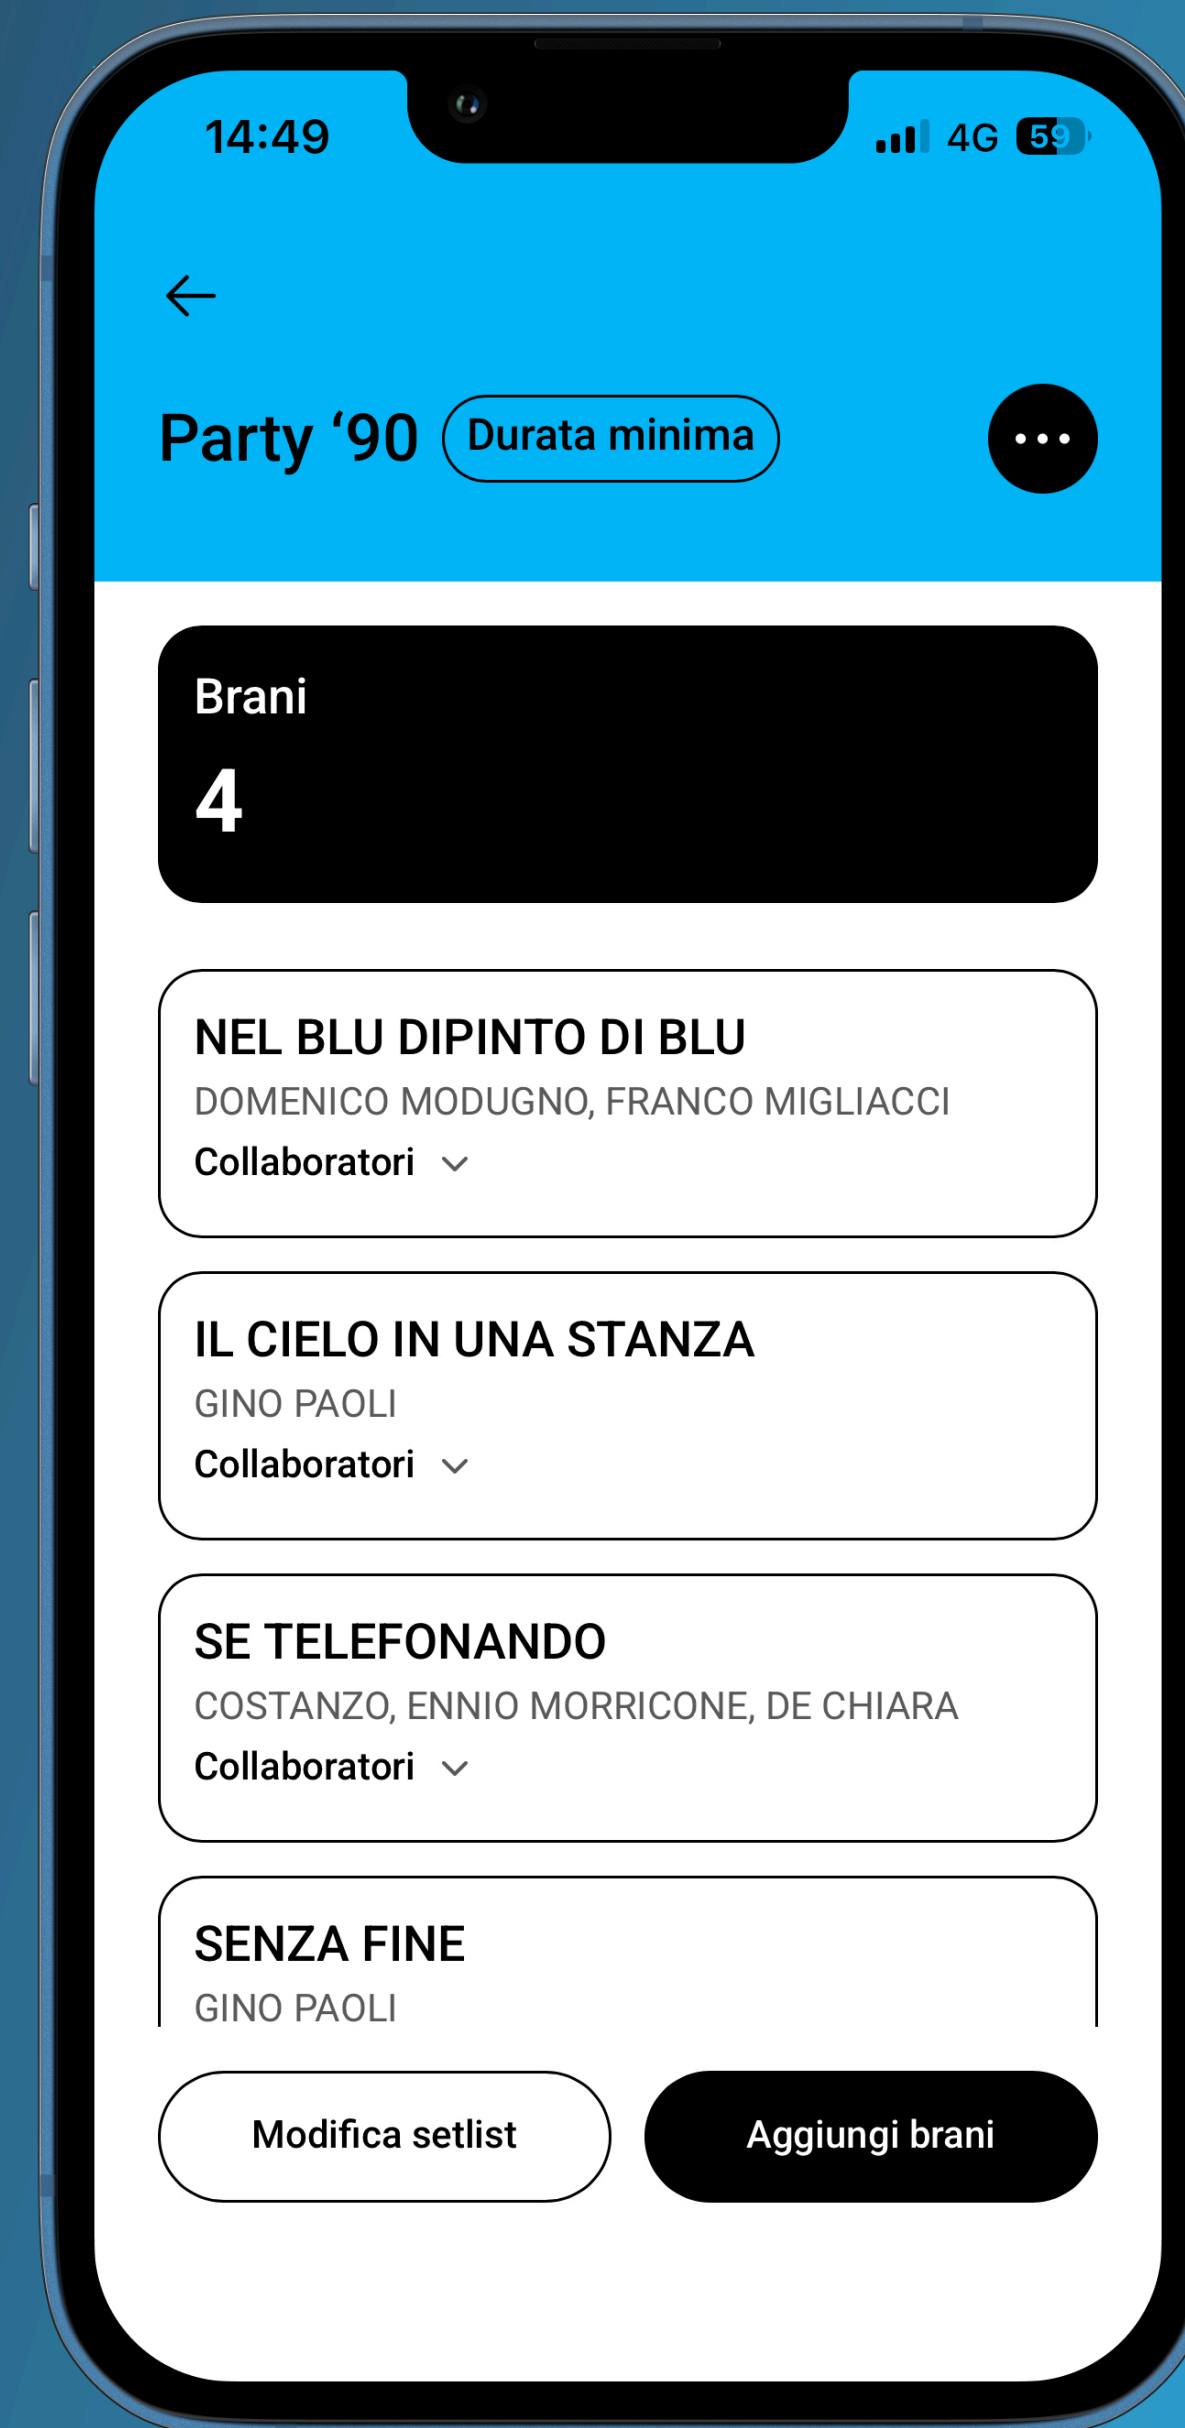 14:49
4G 59
Party ‘90
Durata minima
Brani
4
NEL BLU DIPINTO DI BLU
DOMENICO MODUGNO, FRANCO MIGLIACCI
Collaboratori
IL CIELO IN UNA STANZA
GINO PAOLI
Collaboratori
SE TELEFONANDO
COSTANZO, ENNIO MORRICONE, DE CHIARA
Collaboratori
SENZA FINE
GINO PAOLI
Modifica setlist
Aggiungi brani